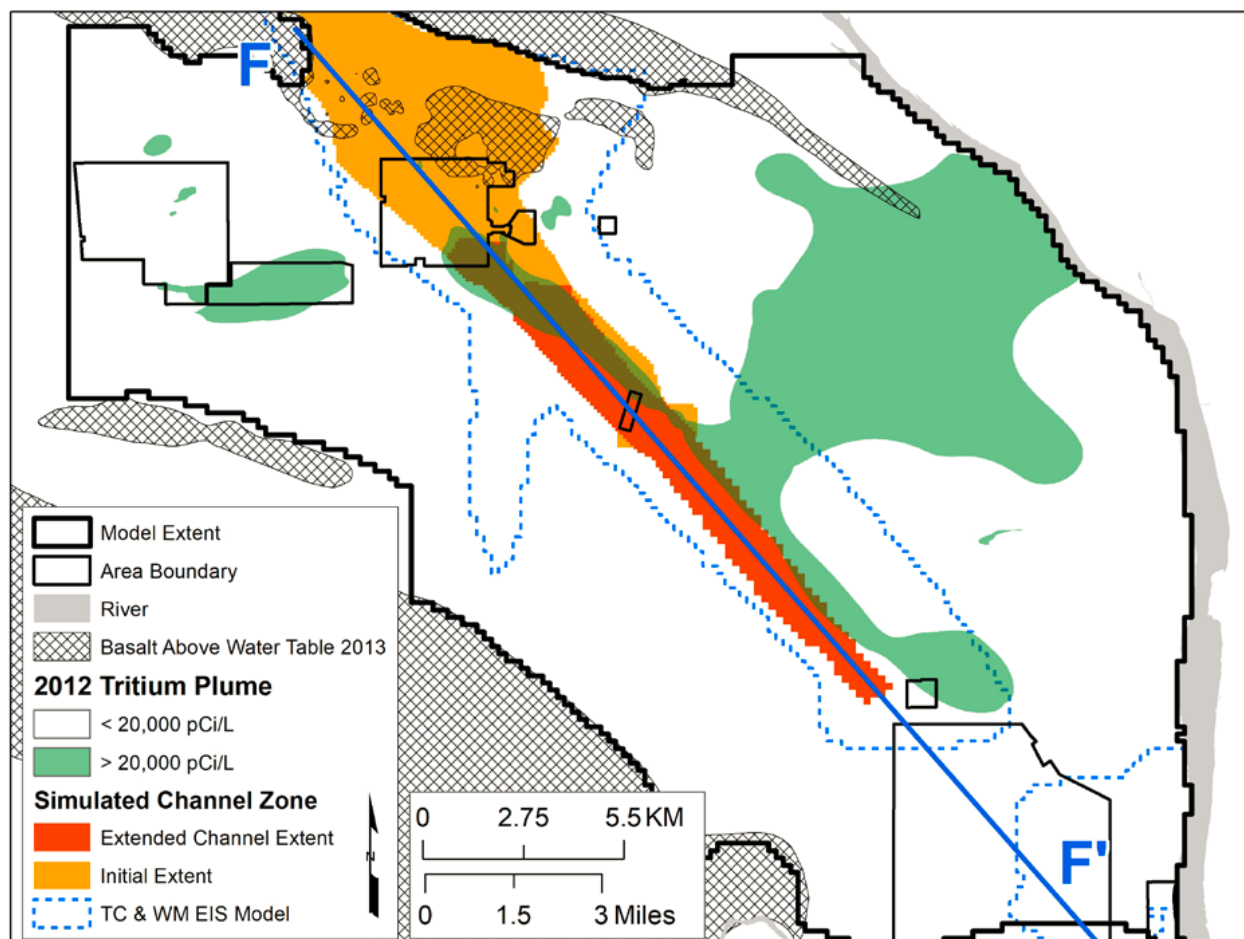 F
F'
Model Extent
Area Boundary
River
Basalt Above Water Table 2013
2012 Tritium Plume
< 20,000 pCi/L
> 20,000 pCi/L
Simulated Channel Zone
Extended Channel Extent
Initial Extent
TC & WM EIS Model
N
0 2.75 5.5 KM
0 1.5 3 Miles